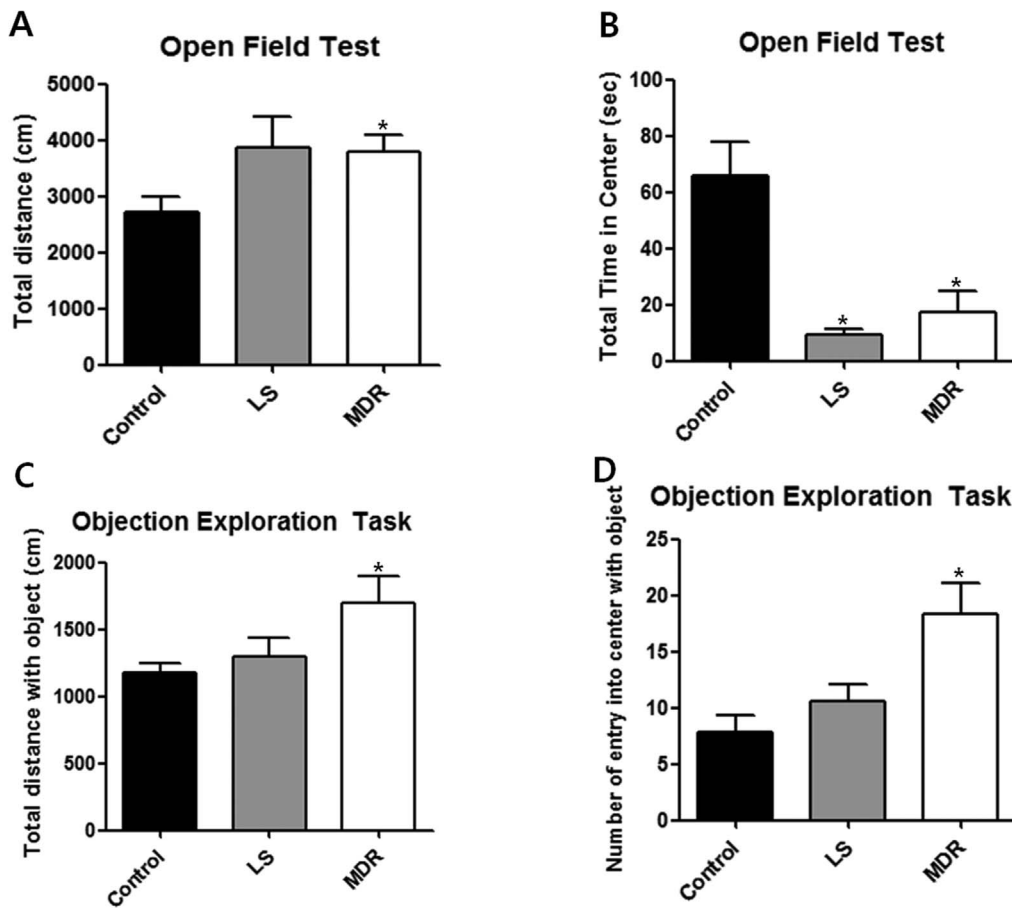 A
Open Field Test
Total distance (cm)
5000
4000
3000
2000
1000
0
*
Control
LS
MDR
B
Open Field Test
Total Time in Center (sec)
100
80
60
40
20
0
*
*
Control
LS
MDR
C
Objection Exploration Task
Total distance with object (cm)
2000
1500
1000
500
0
*
Control
LS
MDR
D
Objection Exploration Task
Number of entry into center with object
25
20
15
10
5
0
*
Control
LS
MDR